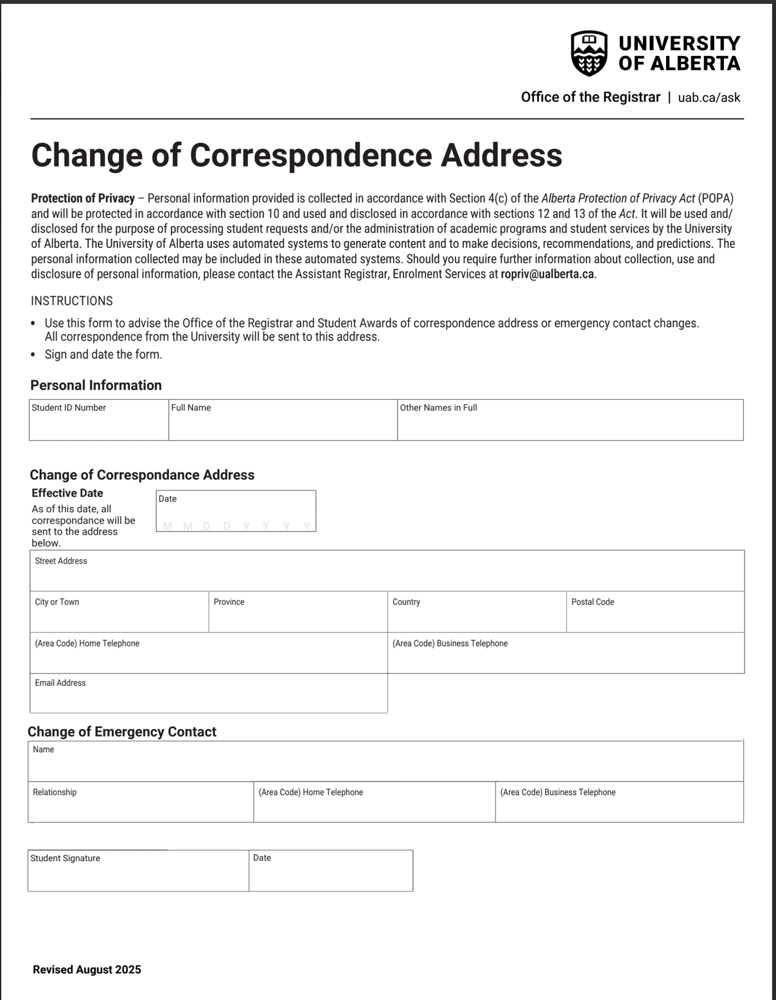 UNIVERSITY
OF ALBERTA
Office of the Registrar | uab.ca/ask
Change of Correspondence Address
Protection of Privacy – Personal information provided is collected in accordance with Section 4(c) of the Alberta Protection of Privacy Act (POPA)
and will be protected in accordance with section 10 and used and disclosed in accordance with sections 12 and 13 of the Act. It will be used and/
disclosed for the purpose of processing student requests and/or the administration of academic programs and student services by the University
of Alberta. The University of Alberta uses automated systems to generate content and to make decisions, recommendations, and predictions. The
personal information collected may be included in these automated systems. Should you require further information about collection, use and
disclosure of personal information, please contact the Assistant Registrar, Enrolment Services at ropriv@ualberta.ca.
INSTRUCTIONS
• Use this form to advise the Office of the Registrar and Student Awards of correspondence address or emergency contact changes.
All correspondence from the University will be sent to this address.
• Sign and date the form.
Personal Information
Student ID Number Full Name Other Names in Full
Change of Correspondance Address
Effective Date
As of this date, all
correspondance will be
sent to the address
below.
Date
M M D D Y Y Y Y
Street Address
City or Town Province Country Postal Code
(Area Code) Home Telephone (Area Code) Business Telephone
Email Address
Change of Emergency Contact
Name
Relationship (Area Code) Home Telephone (Area Code) Business Telephone
Student Signature Date
Revised August 2025